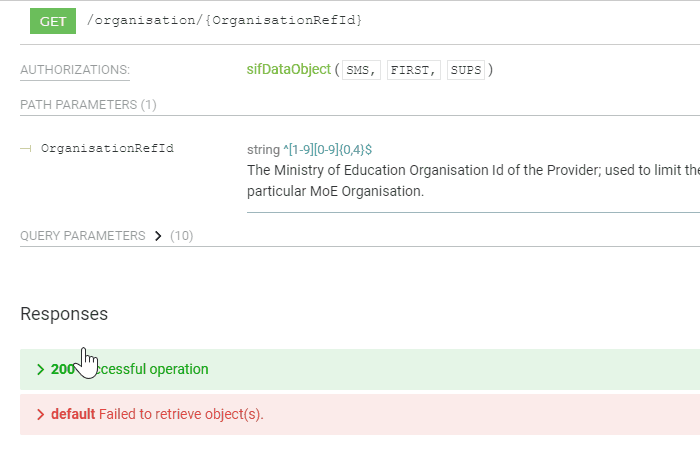 GET /organisation/{OrganisationRefId}
AUTHORIZATIONS: sifDataObject ( SMS, FIRST, SUPS )
PATH PARAMETERS (1)
OrganisationRefId string ^[1-9][0-9]{0,4}$
The Ministry of Education Organisation Id of the Provider; used to limit the
particular MoE Organisation.
QUERY PARAMETERS > (10)
Responses
> 200 ccessful operation
> default Failed to retrieve object(s).